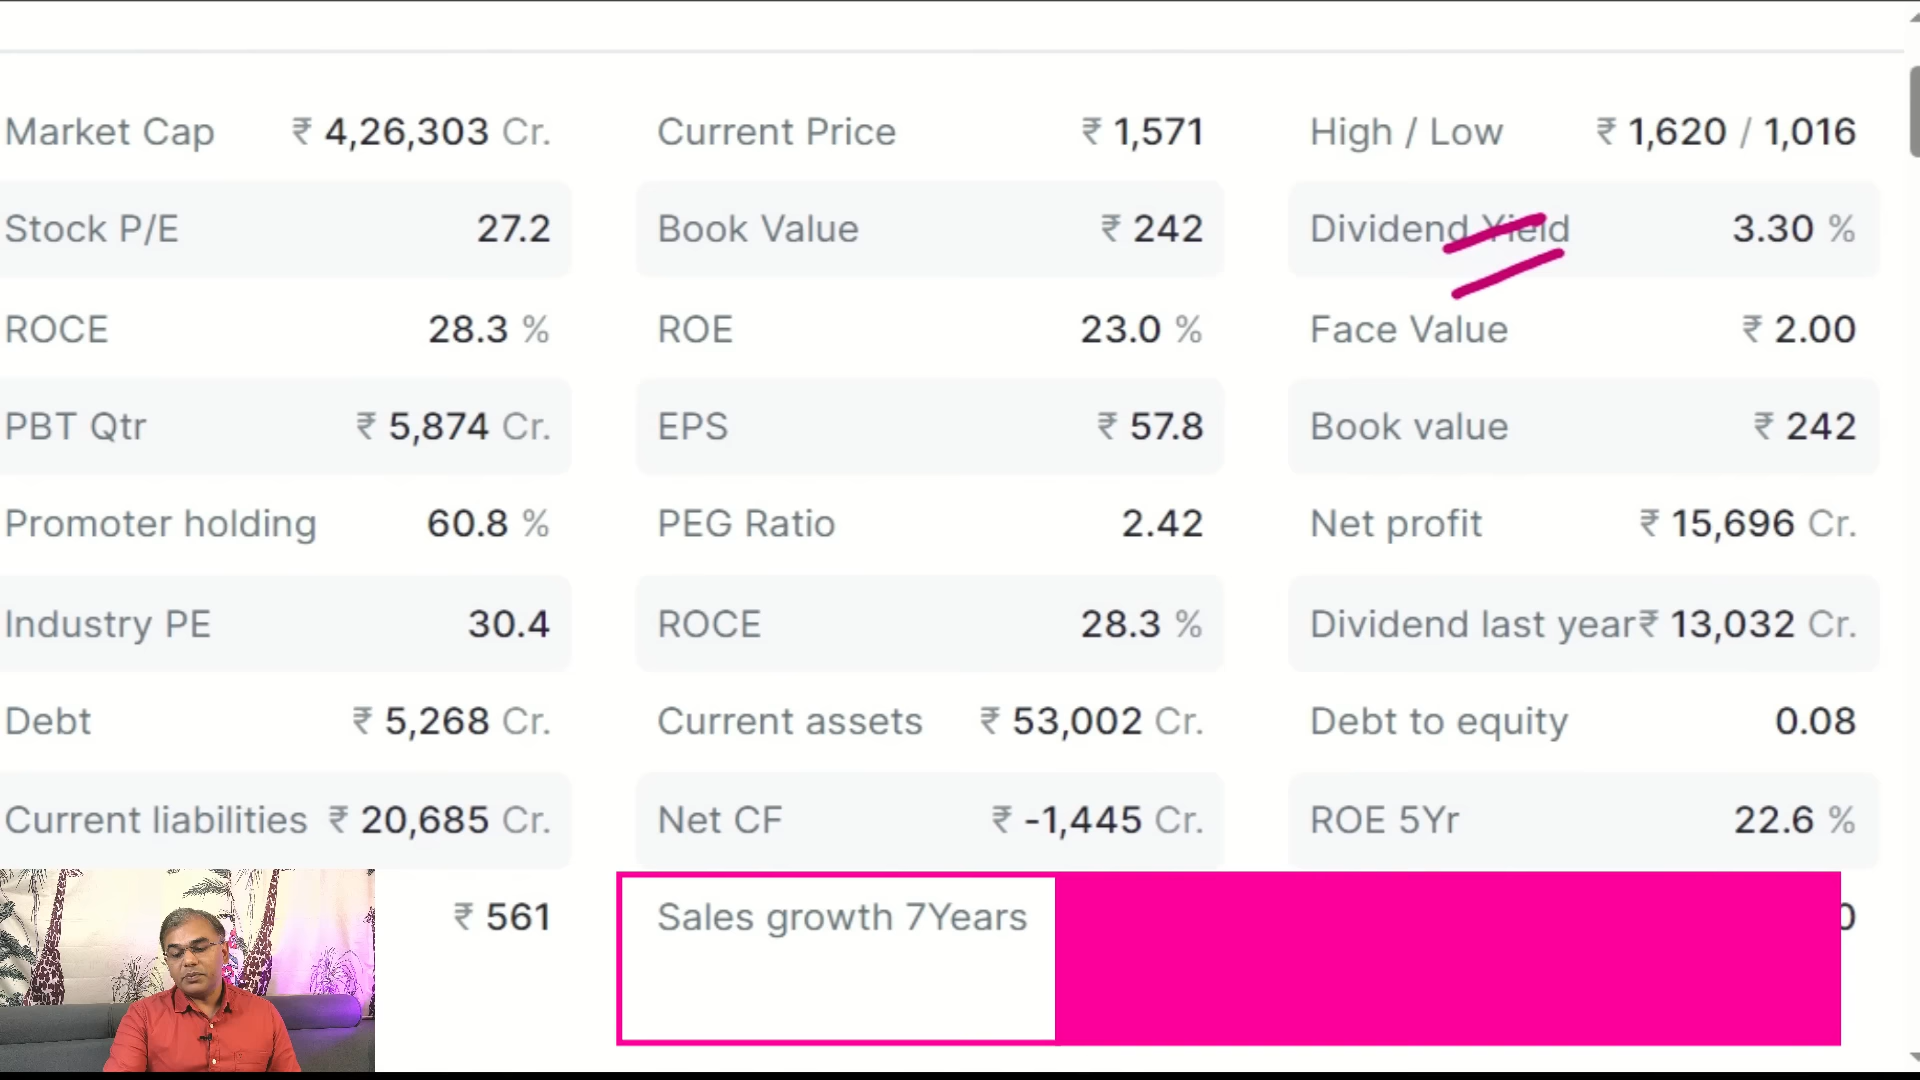 Market Cap ₹ 4,26,303 Cr. Current Price ₹ 1,571 High / Low ₹ 1,620 / 1,016
Stock P/E 27.2 Book Value ₹ 242 Dividend Yield 3.30 %
ROCE 28.3 % ROE 23.0 % Face Value ₹ 2.00
PBT Qtr ₹ 5,874 Cr. EPS ₹ 57.8 Book value ₹ 242
Promoter holding 60.8 % PEG Ratio 2.42 Net profit ₹ 15,696 Cr.
Industry PE 30.4 ROCE 28.3 % Dividend last year ₹ 13,032 Cr.
Debt ₹ 5,268 Cr. Current assets ₹ 53,002 Cr. Debt to equity 0.08
Current liabilities ₹ 20,685 Cr. Net CF ₹ -1,445 Cr. ROE 5Yr 22.6 %
₹ 561 Sales growth 7Years